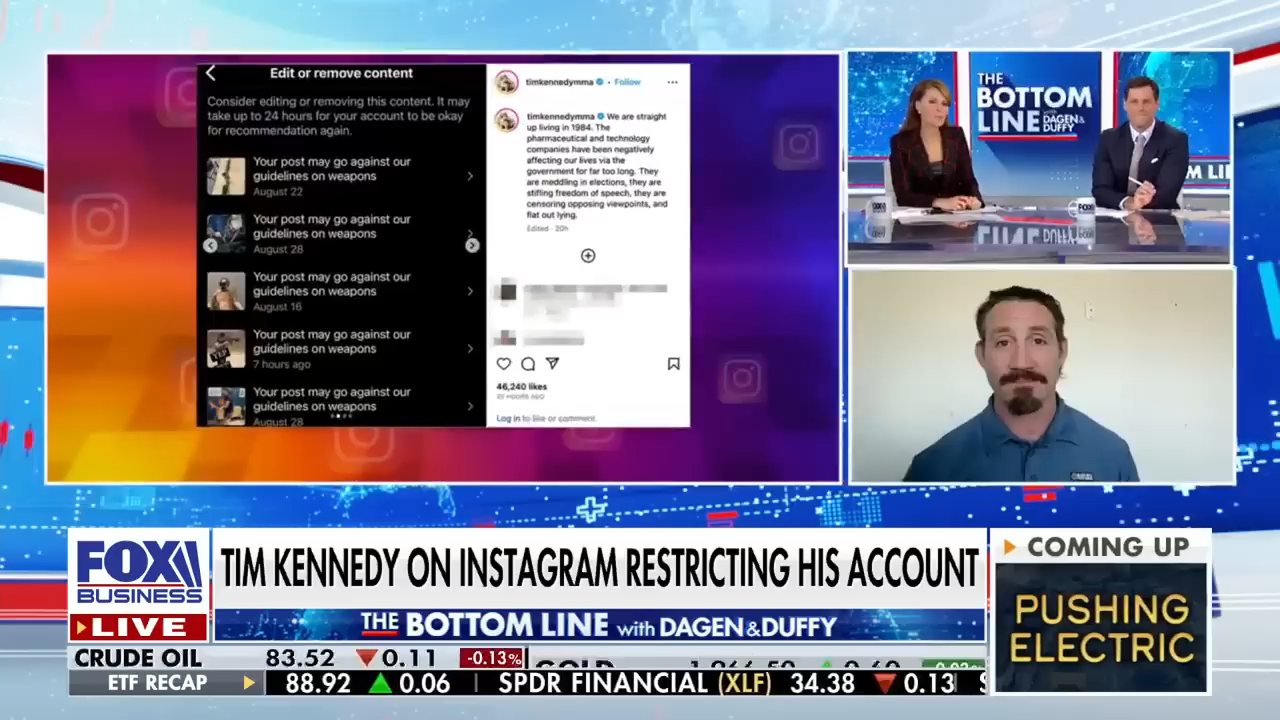 Edit or remove content
Consider editing or removing this content. It may
take up to 24 hours for your account to be okay
for recommendation again.
Your post may go against our
guidelines on weapons
August 22
Your post may go against our
guidelines on weapons
August 28
Your post may go against our
guidelines on weapons
August 16
Your post may go against our
guidelines on weapons
7 hours ago
Your post may go against our
guidelines on weapons
August 28
timkennedymma • Follow
timkennedymma We are straight
up living in 1984. The
pharmaceutical and technology
companies have been negatively
affecting our lives via the
government for far too long. They
are meddling in elections, they are
stifling freedom of speech, they are
censoring opposing viewpoints, and
flat out lying.
Edited · 20h
46,240 likes
HOURS AGO
Log in to like or comment.
THE
BOTTOM
LINE with
DAGEN &
DUFFY
M LI
FOX
FOX
BUSINESS
LIVE
TIM KENNEDY ON INSTAGRAM RESTRICTING HIS ACCOUNT
THE BOTTOM LINE with DAGEN & DUFFY
COMING UP
PUSHING
ELECTRIC
CRUDE OIL 83.52 0.11 -0.13%
ETF RECAP 88.92 0.06 SPDR FINANCIAL (XLF) 34.38 0.13